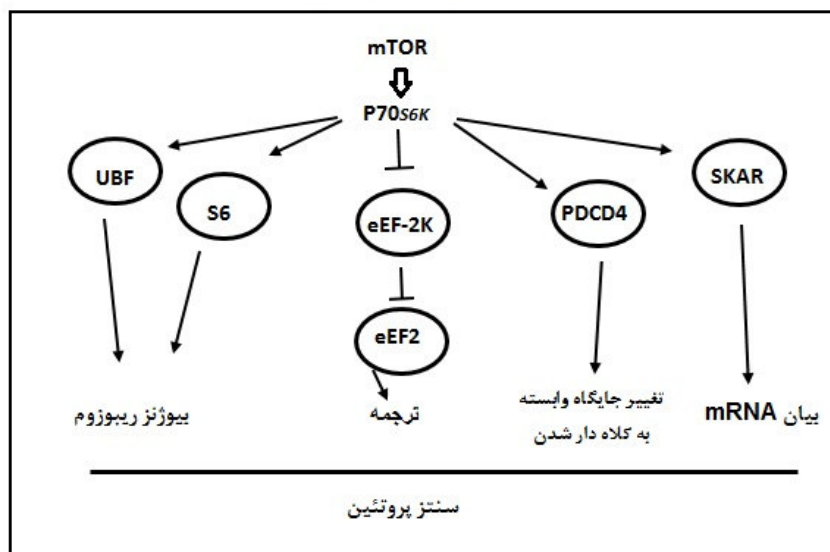 mTOR
P70S6K
UBF
S6
eEF-2K
PDCD4
SKAR
eEF2
بیوژنز ریبوزوم
ترجمه
تغییر جایگاه وابسته
به کلاه دار شدن
بیان mRNA
سنتز پروتئین